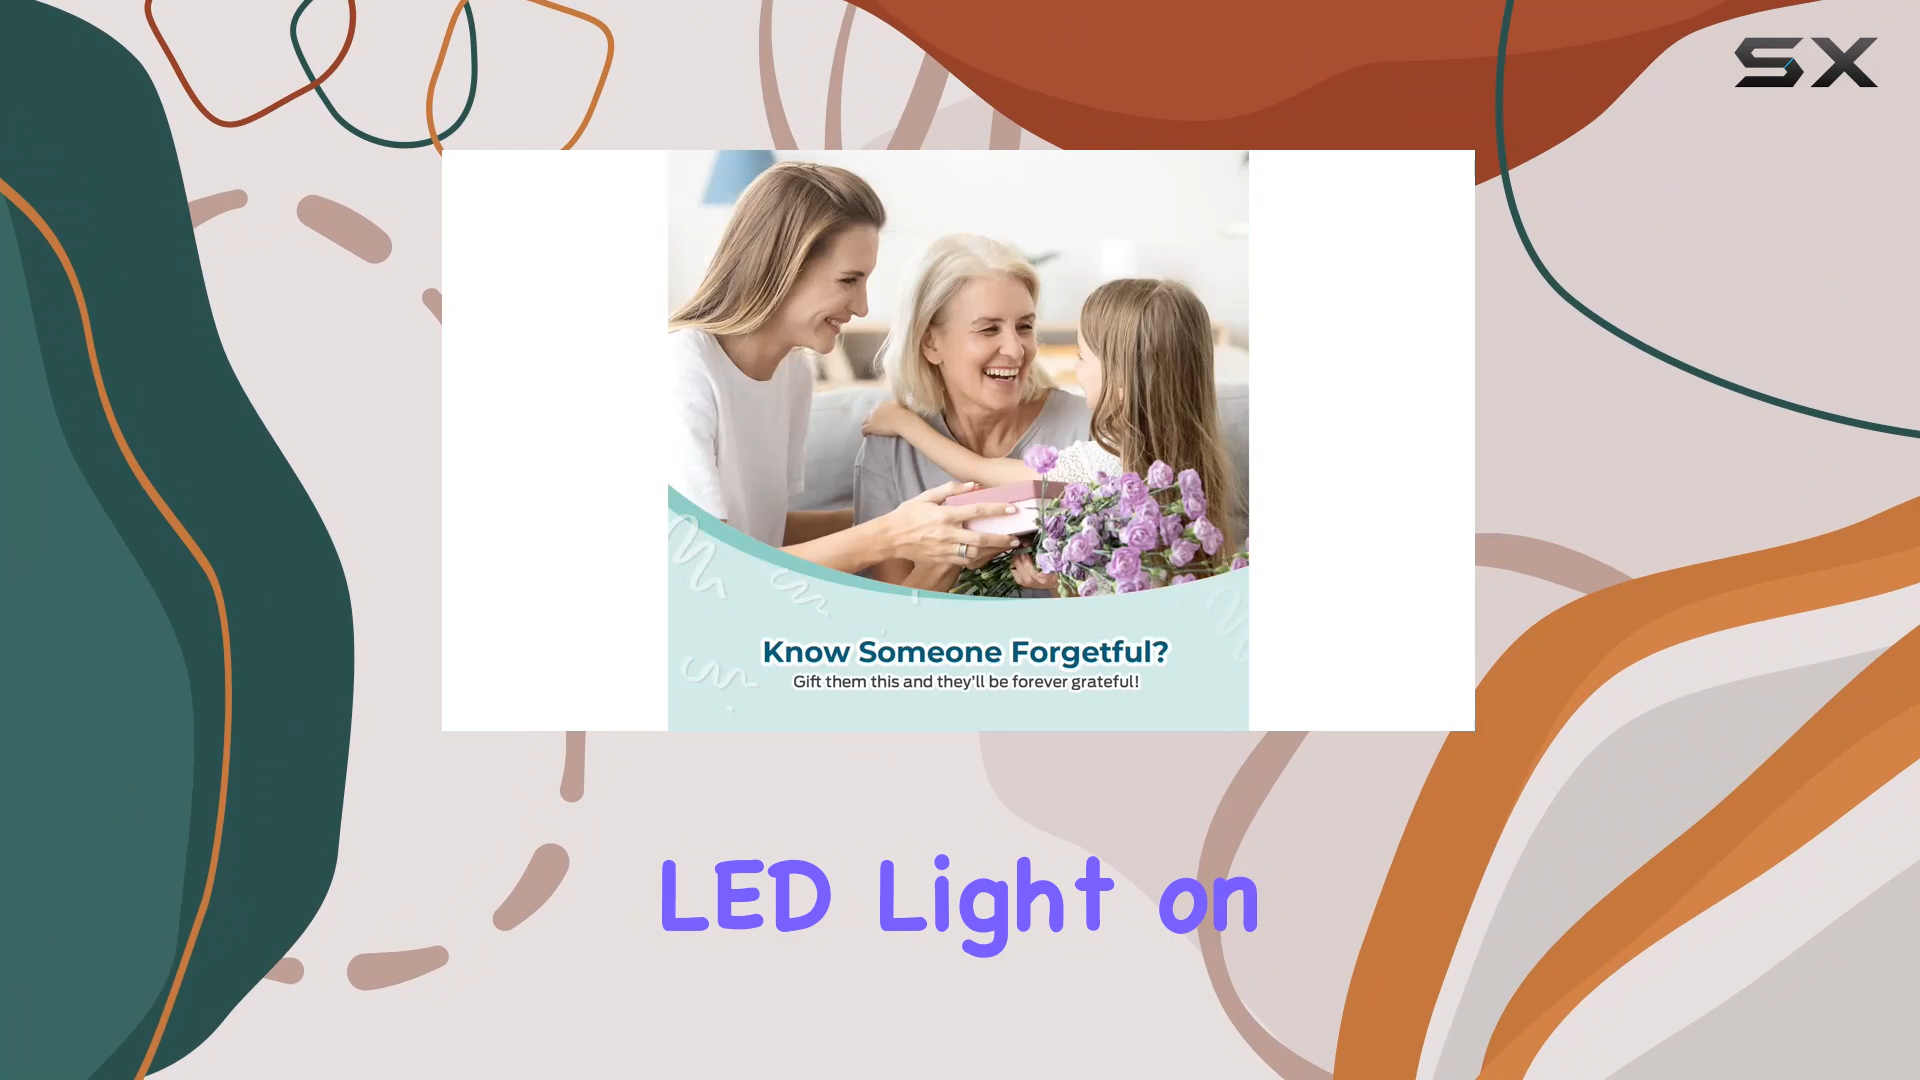 SX
Know Someone Forgetful?
Gift them this and they'll be forever grateful!
LED Light on